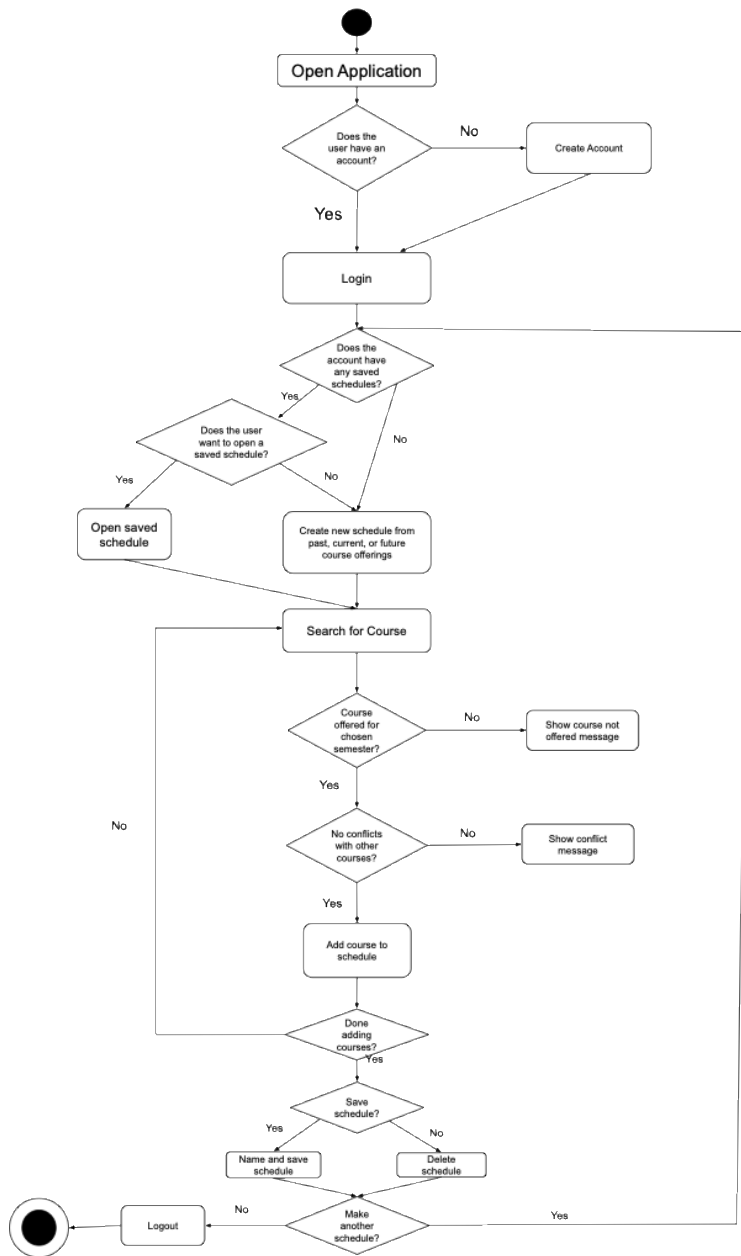 Open Application
Does the
user have an
account?
No
Create Account
Yes
Login
Does the
account have
any saved
schedules?
Yes
Does the user
want to open a
saved schedule?
No
Yes
No
Open saved
schedule
Create new schedule from
past, current, or future
course offerings
Search for Course
Course
offered for
chosen
semester?
No
Show course not
offered message
Yes
No
No conflicts
with other
courses?
No
Show conflict
message
Yes
Add course to
schedule
Done
adding
courses?
Yes
Save
schedule?
Yes
No
Name and save
schedule
Delete
schedule
Make
another
schedule?
No
Yes
Logout